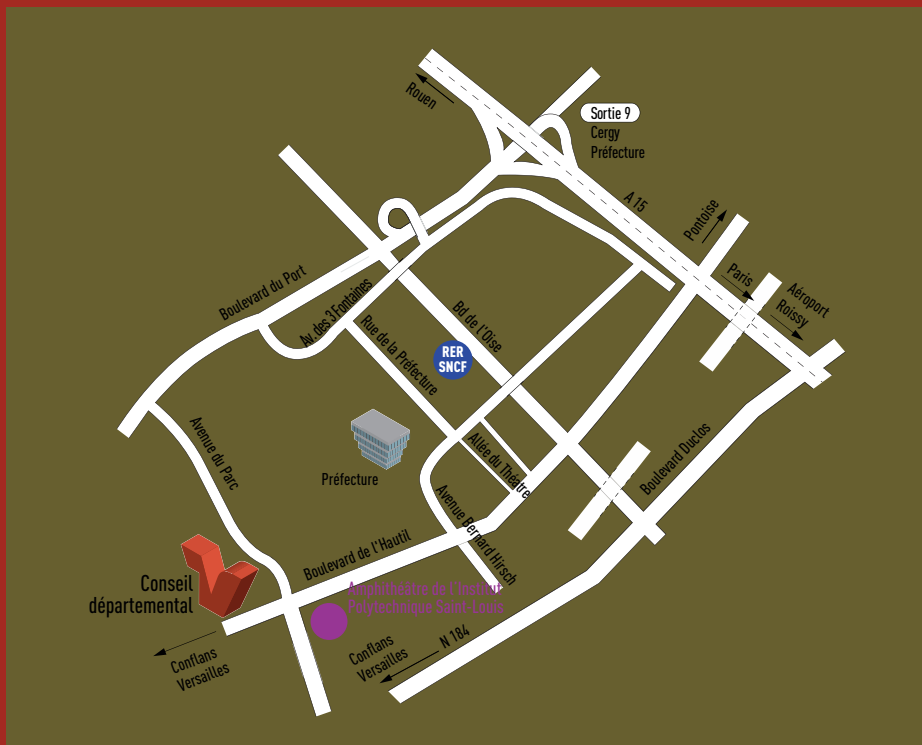 Rouen
Sortie 9
Cergy
Préfecture
A 15
Pontoise
Paris
Aéroport
Roissy
Boulevard du Port
Av. des 3 Fontaines
Bd de l'Oise
Rue de la Préfecture
RER
SNCF
Avenue du Parc
Préfecture
Allée du Théatre
Boulevard Duclos
Avenue Bernard Hirsch
Boulevard de l'Hautil
Conseil
départemental
Amphithéâtre de l'Institut
Polytechnique Saint-Louis
Conflans
Versailles
Conflans
Versailles
N 184